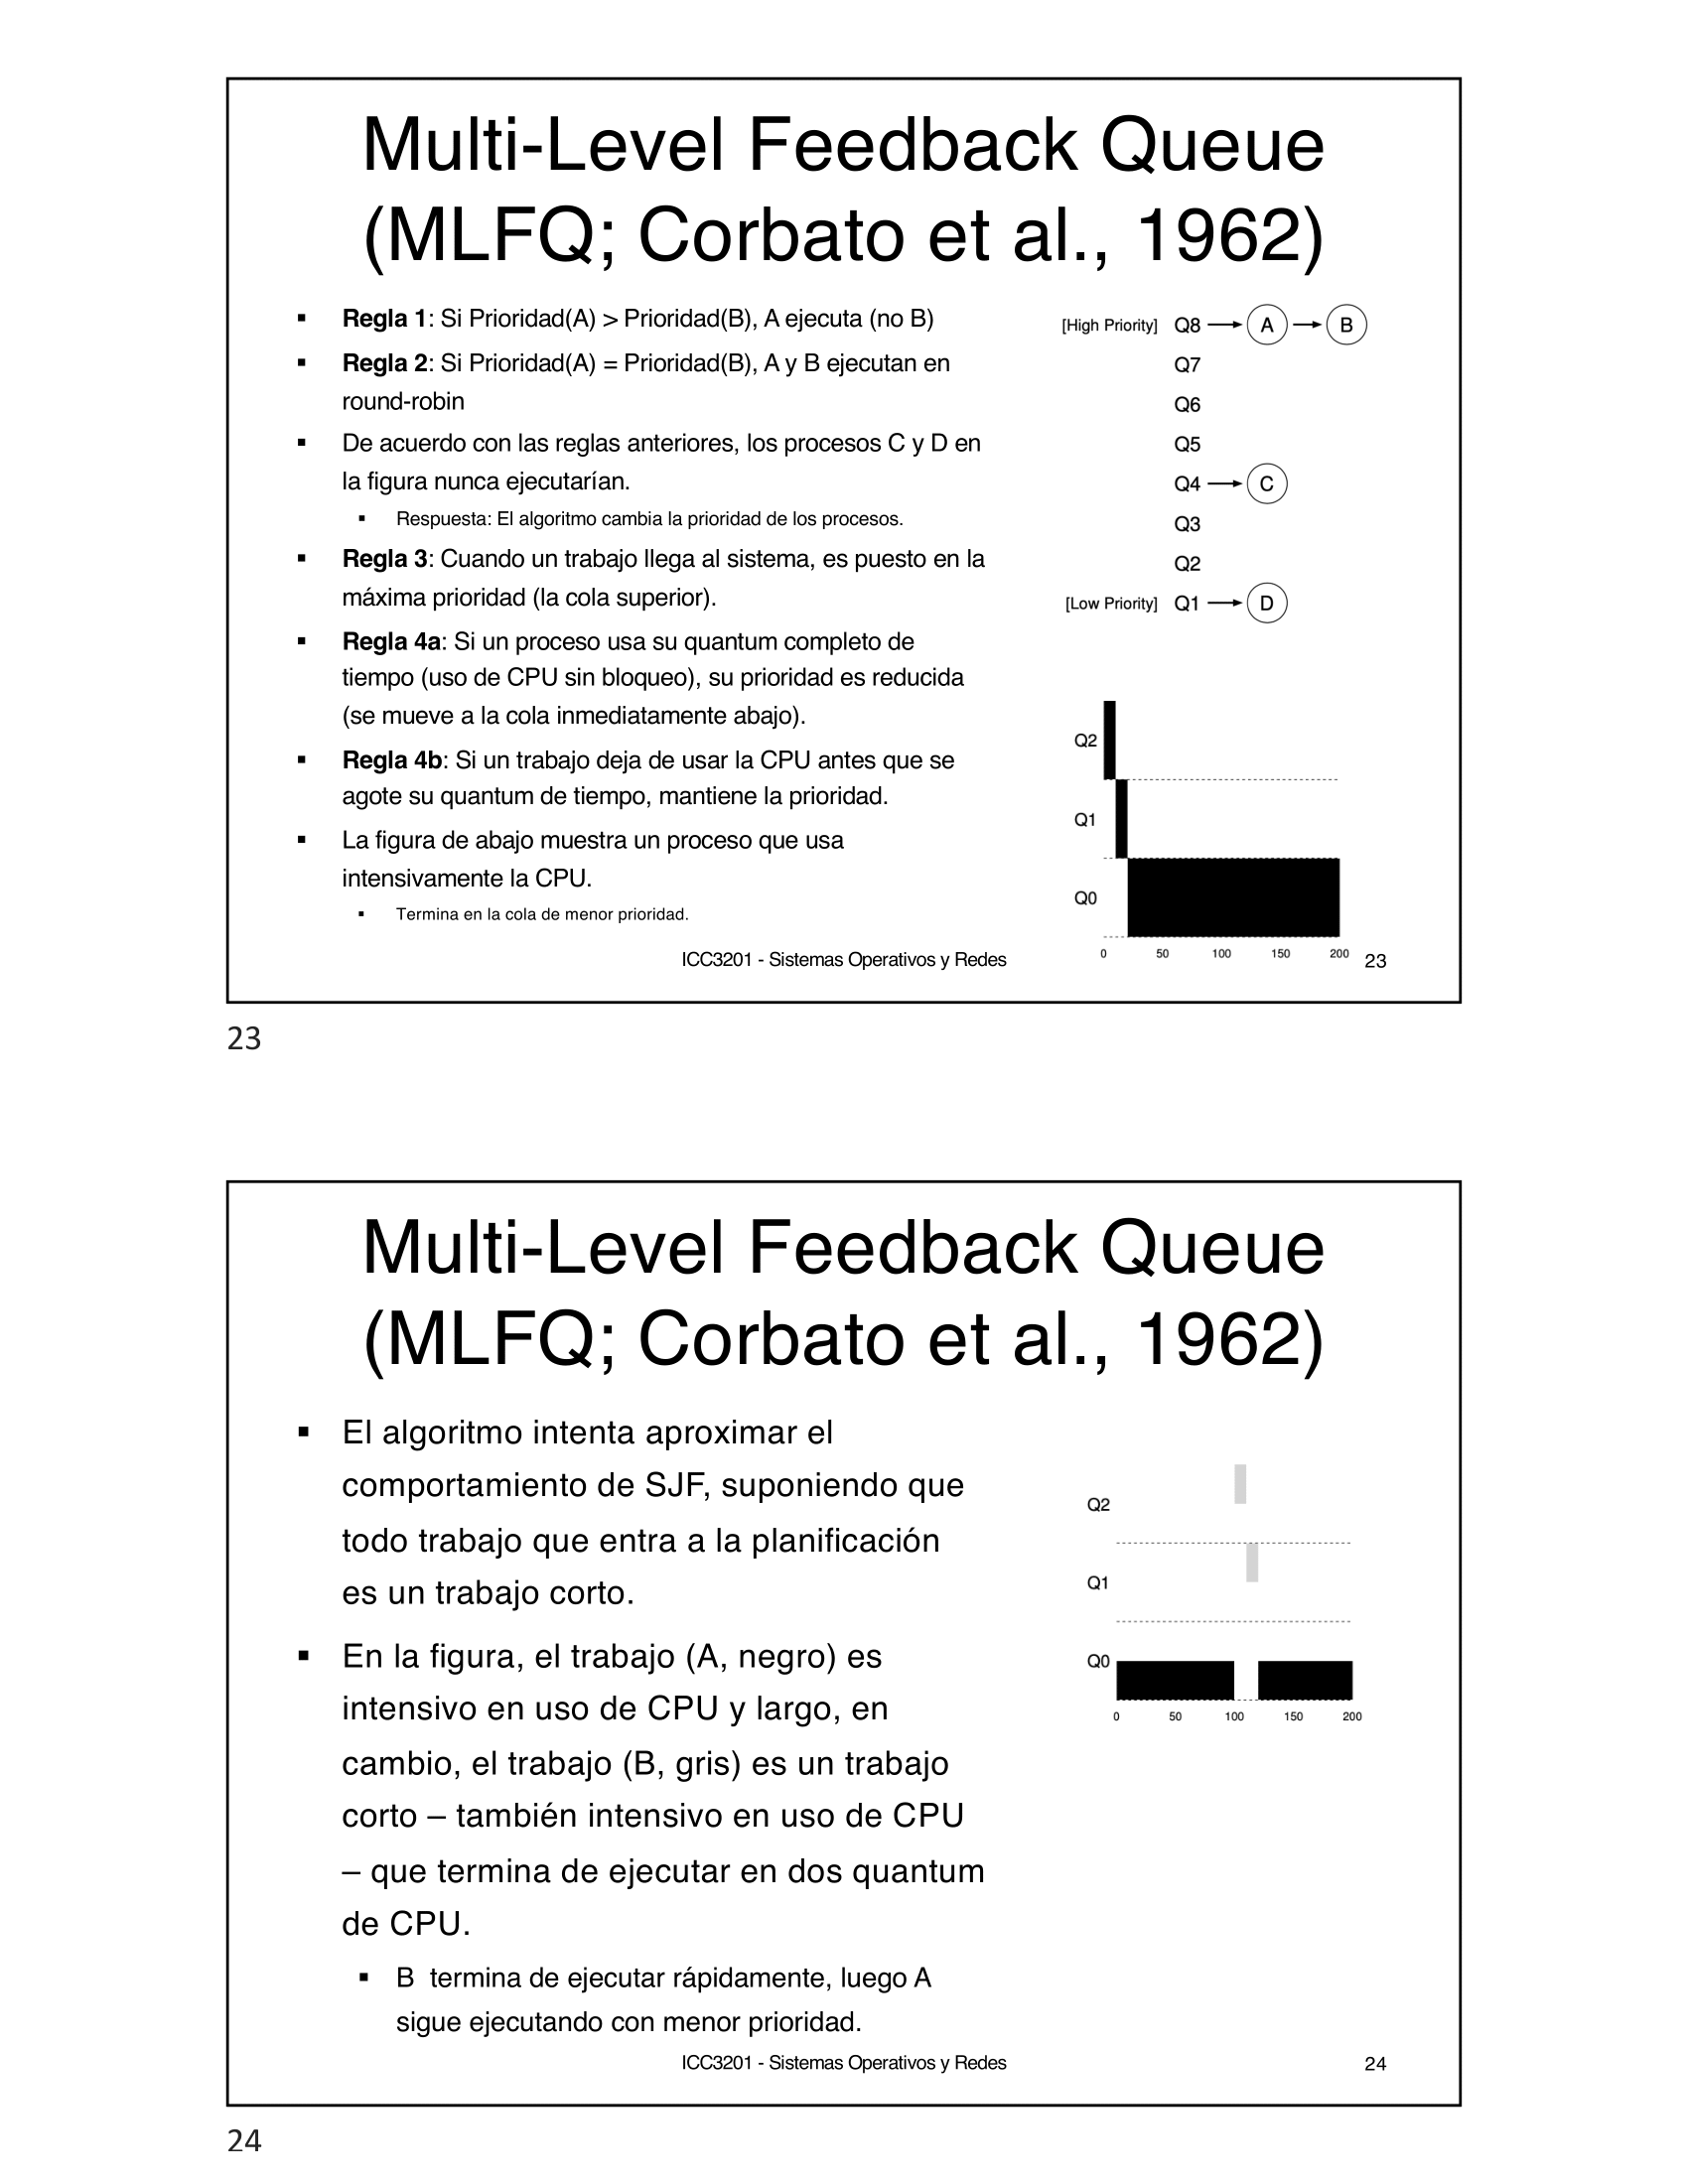 Multi-Level Feedback Queue
(MLFQ; Corbato et al., 1962)
▪ Regla 1: Si Prioridad(A) > Prioridad(B), A ejecuta (no B)
▪ Regla 2: Si Prioridad(A) = Prioridad(B), A y B ejecutan en
round-robin
▪ De acuerdo con las reglas anteriores, los procesos C y D en
la figura nunca ejecutarían.
▪ Respuesta: El algoritmo cambia la prioridad de los procesos.
▪ Regla 3: Cuando un trabajo llega al sistema, es puesto en la
máxima prioridad (la cola superior).
▪ Regla 4a: Si un proceso usa su quantum completo de
tiempo (uso de CPU sin bloqueo), su prioridad es reducida
(se mueve a la cola inmediatamente abajo).
▪ Regla 4b: Si un trabajo deja de usar la CPU antes que se
agote su quantum de tiempo, mantiene la prioridad.
▪ La figura de abajo muestra un proceso que usa
intensivamente la CPU.
▪ Termina en la cola de menor prioridad.
[High Priority] Q8 A B
Q7
Q6
Q5
Q4 C
Q3
Q2
[Low Priority] Q1 D
Q2
Q1
Q0
0 50 100 150 200
ICC3201 - Sistemas Operativos y Redes
23
23
Multi-Level Feedback Queue
(MLFQ; Corbato et al., 1962)
▪ El algoritmo intenta aproximar el
comportamiento de SJF, suponiendo que
todo trabajo que entra a la planificación
es un trabajo corto.
▪ En la figura, el trabajo (A, negro) es
intensivo en uso de CPU y largo, en
cambio, el trabajo (B, gris) es un trabajo
corto – también intensivo en uso de CPU
– que termina de ejecutar en dos quantum
de CPU.
▪ B termina de ejecutar rápidamente, luego A
sigue ejecutando con menor prioridad.
Q2
Q1
Q0
0 50 100 150 200
ICC3201 - Sistemas Operativos y Redes
24
24